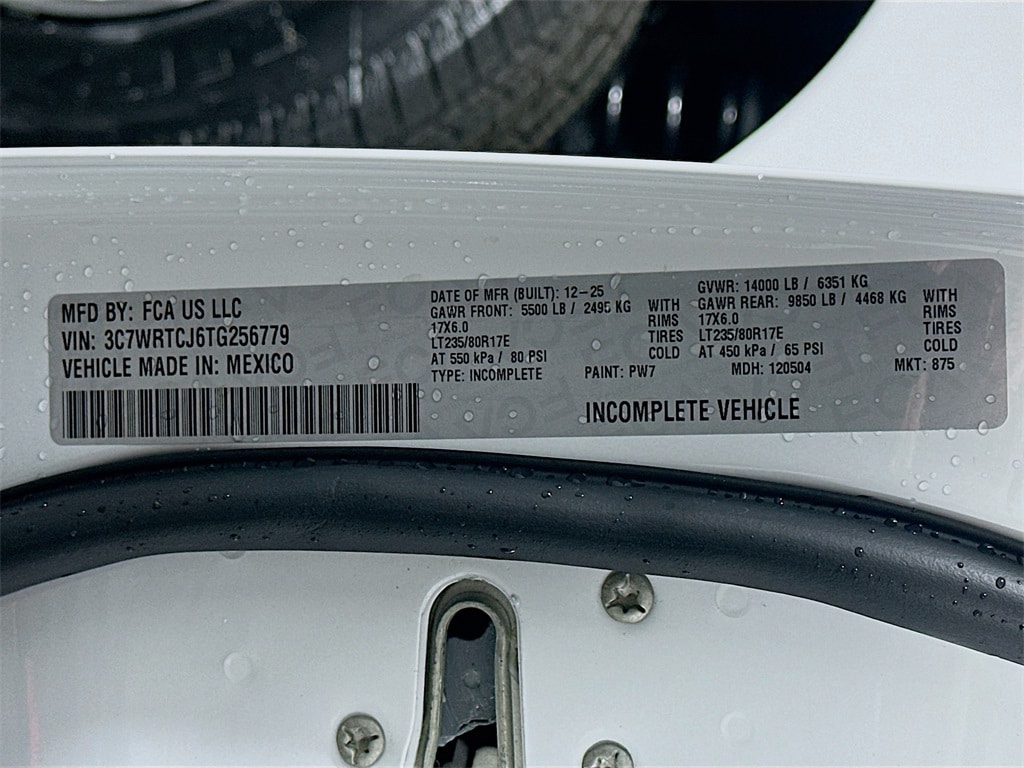 MFD BY: FCA US LLC
VIN: 3C7WRTCJ6TG256779
VEHICLE MADE IN: MEXICO
DATE OF MFR (BUILT): 12-25
GAWR FRONT: 5500 LB / 2495 KG
17X6.0
LT235/80R17E
AT 550 kPa / 80 PSI
WITH
RIMS
TIRES
COLD
TYPE: INCOMPLETE
GVWR: 14000 LB / 6351 KG
GAWR REAR: 9850 LB / 4468 KG
17X6.0
LT235/80R17E
AT 450 kPa / 65 PSI
WITH
RIMS
TIRES
COLD
PAINT: PW7
MDH: 120504
MKT: 875
INCOMPLETE VEHICLE